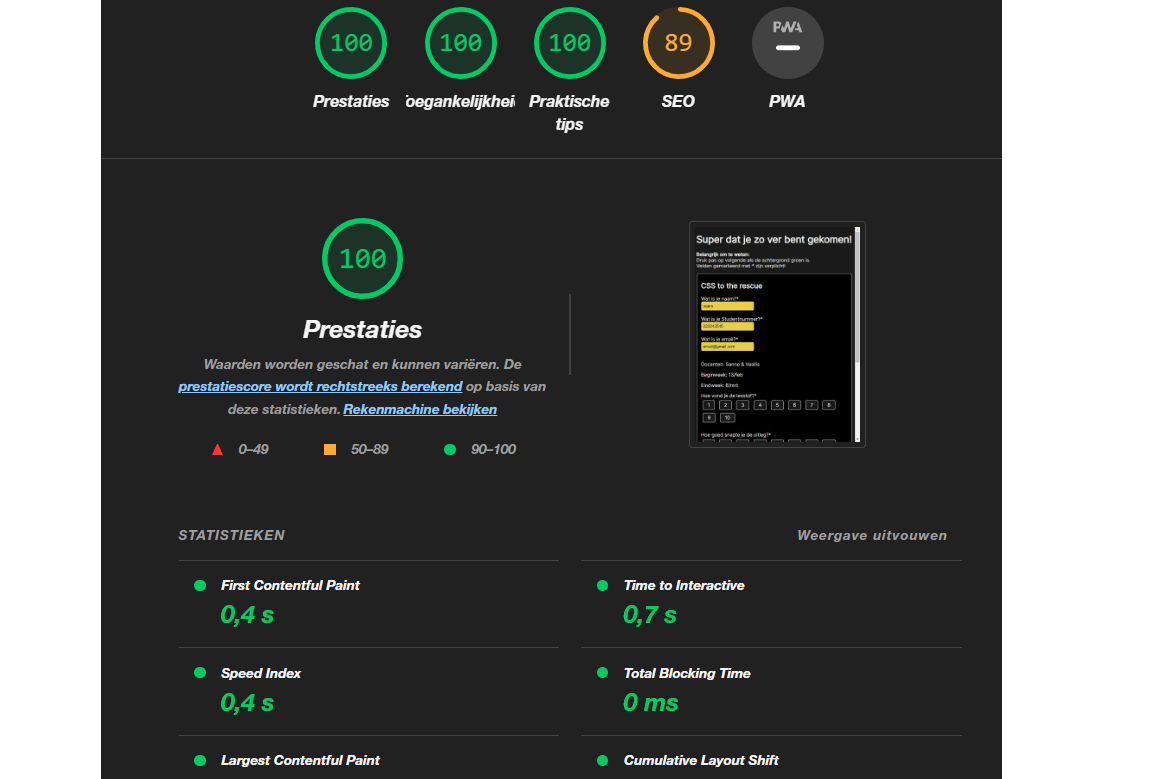 100 100 100 89 PWA
Prestaties oegankelijkhei Praktische tips SEO PWA
100
Prestaties
Waarden worden geschat en kunnen variëren. De
prestatiescore wordt rechtstreeks berekend op basis van
deze statistieken. Rekenmachine bekijken
0–49 50–89 90–100
Super dat je zo ver bent gekomen!
Belangrijk om te weten:
Druk pas op volgende als de achtergrond groen is.
Velden gemarkeerd met * zijn verplicht!
CSS to the rescue
Wat is je naam?*
naam
Wat is je Studentnummer?*
Wat is je email?*
email@gmail.com
Docenten: Sanne & Vasilis
Beginweek: 13/feb
Eindweek: 6/mrt
Hoe vond je de lesstof?*
1 2 3 4 5 6 7 8
9 10
Hoe goed snapte je de uitleg?*
STATISTIEKEN
Weergave uitvouwen
First Contentful Paint
0,4 s
Time to Interactive
0,7 s
Speed Index
0,4 s
Total Blocking Time
0 ms
Largest Contentful Paint
Cumulative Layout Shift